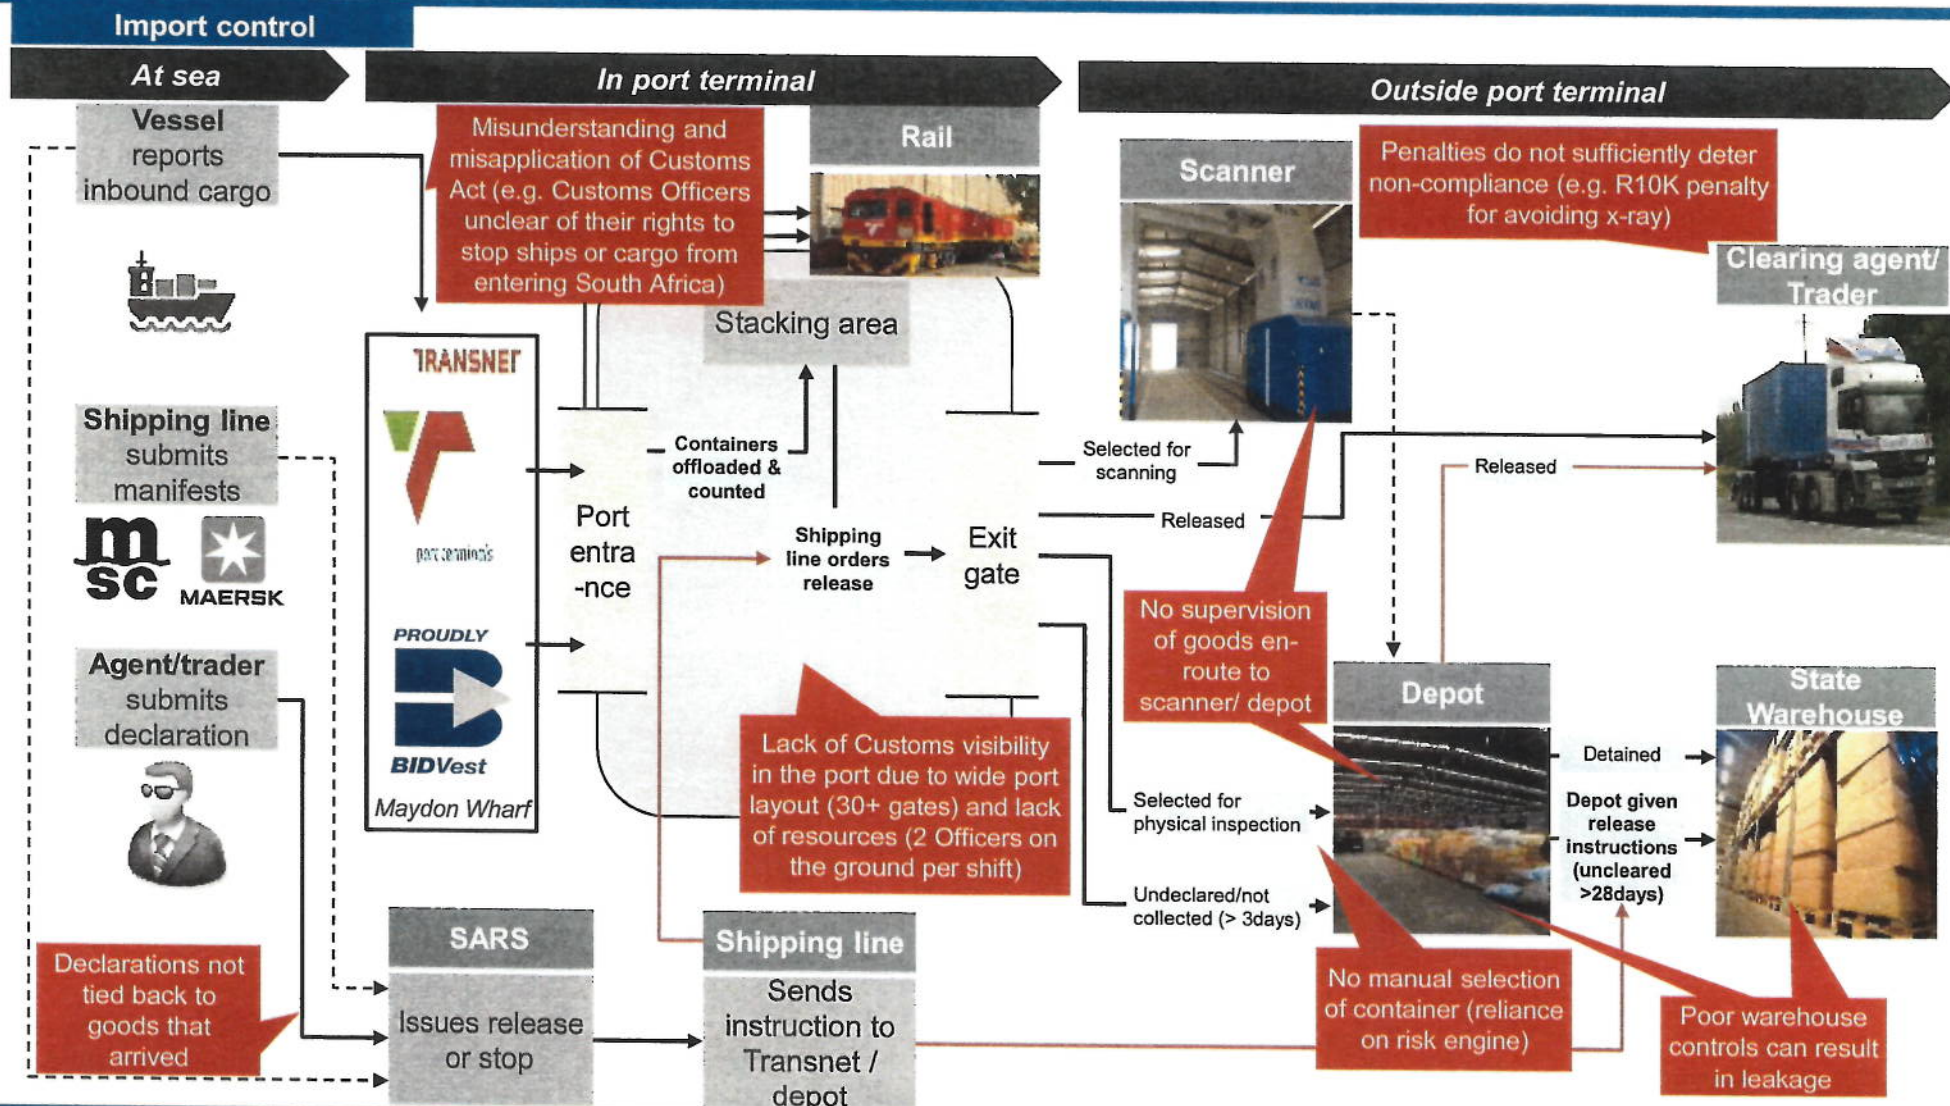 Import control
At sea
In port terminal
Outside port terminal
Vessel
reports
inbound cargo
Shipping line
submits
manifests
m
sc
MAERSK
Agent/trader
submits
declaration
Declarations not
tied back to
goods that
arrived
Misunderstanding and
misapplication of Customs
Act (e.g. Customs Officers
unclear of their rights to
stop ships or cargo from
entering South Africa)
Rail
Stacking area
TRANSNET
PROUDLY
BIDVest
Maydon Wharf
Port
entra
-nce
Containers
offloaded &
counted
Shipping
line orders
release
Exit
gate
Lack of Customs visibility
in the port due to wide port
layout (30+ gates) and lack
of resources (2 Officers on
the ground per shift)
SARS
Issues release
or stop
Shipping line
Sends
instruction to
Transnet /
depot
Scanner
Penalties do not sufficiently deter
non-compliance (e.g. R10K penalty
for avoiding x-ray)
Clearing agent/
Trader
Selected for
scanning
Released
Released
No supervision
of goods en-
route to
scanner/ depot
Depot
State
Warehouse
Selected for
physical inspection
Undeclared/not
collected (> 3days)
Detained
Depot given
release
instructions
(uncleared
>28days)
No manual selection
of container (reliance
on risk engine)
Poor warehouse
controls can result
in leakage